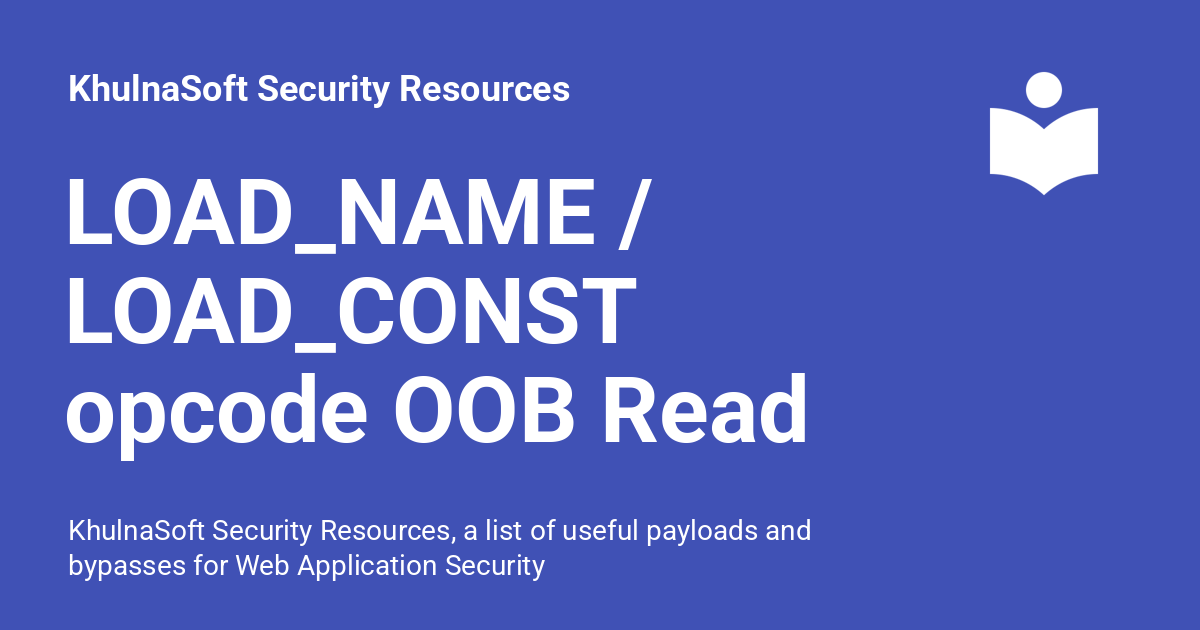 KhulnaSoft Security Resources
LOAD_NAME /
LOAD_CONST
opcode OOB Read
KhulnaSoft Security Resources, a list of useful payloads and
bypasses for Web Application Security